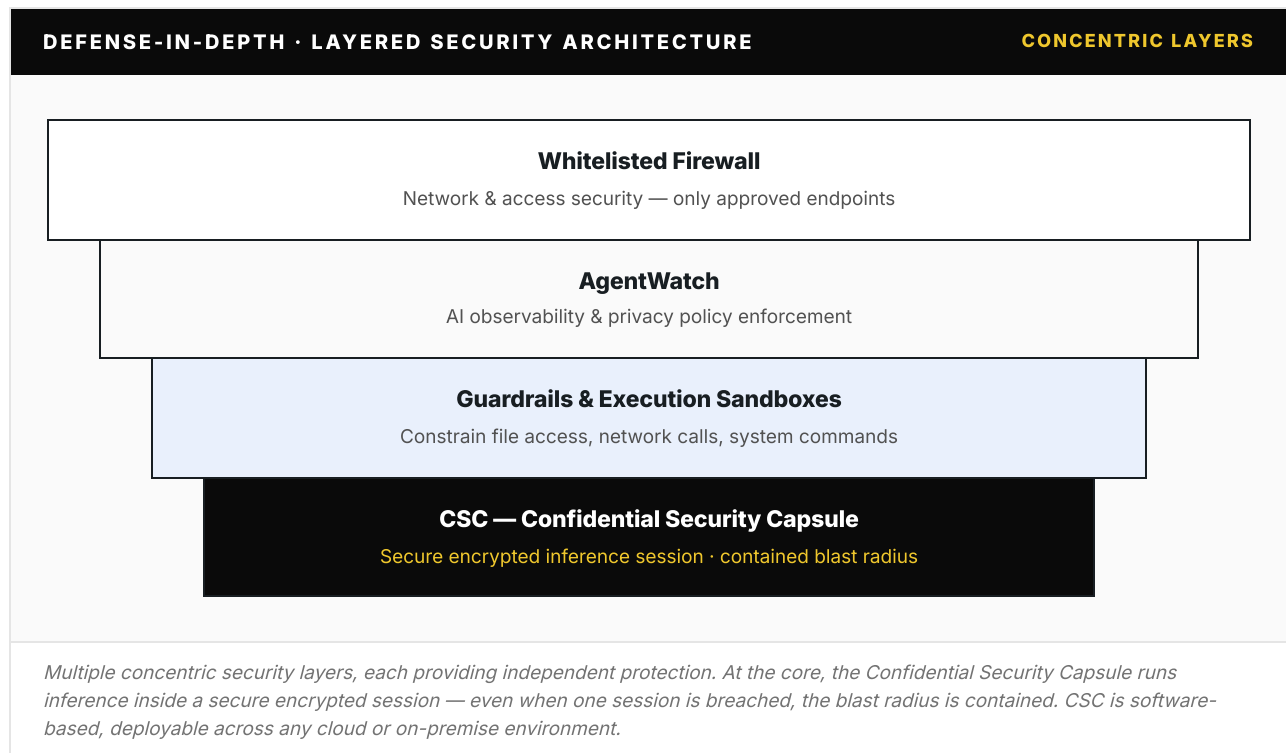 DEFENSE-IN-DEPTH · LAYERED SECURITY ARCHITECTURE
CONCENTRIC LAYERS
Whitelisted Firewall
Network & access security — only approved endpoints
AgentWatch
AI observability & privacy policy enforcement
Guardrails & Execution Sandboxes
Constrain file access, network calls, system commands
CSC — Confidential Security Capsule
Secure encrypted inference session · contained blast radius
Multiple concentric security layers, each providing independent protection. At the core, the Confidential Security Capsule runs
inference inside a secure encrypted session — even when one session is breached, the blast radius is contained. CSC is software-
based, deployable across any cloud or on-premise environment.